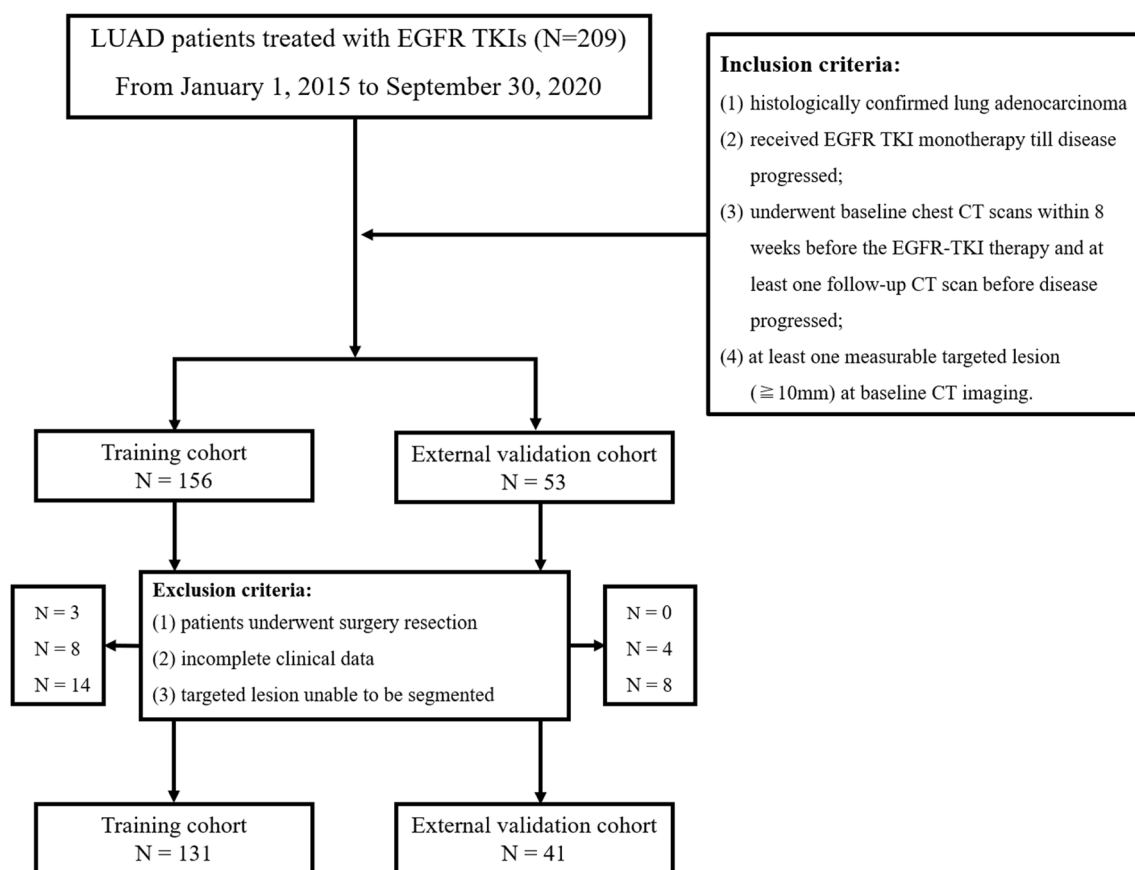 LUAD patients treated with EGFR TKIs (N=209)
From January 1, 2015 to September 30, 2020
Inclusion criteria:
(1) histologically confirmed lung adenocarcinoma
(2) received EGFR TKI monotherapy till disease
progressed;
(3) underwent baseline chest CT scans within 8
weeks before the EGFR-TKI therapy and at
least one follow-up CT scan before disease
progressed;
(4) at least one measurable targeted lesion
(≧10mm) at baseline CT imaging.
Training cohort
N = 156
External validation cohort
N = 53
N = 3
N = 8
N = 14
Exclusion criteria:
(1) patients underwent surgery resection
(2) incomplete clinical data
(3) targeted lesion unable to be segmented
N = 0
N = 4
N = 8
Training cohort
N = 131
External validation cohort
N = 41